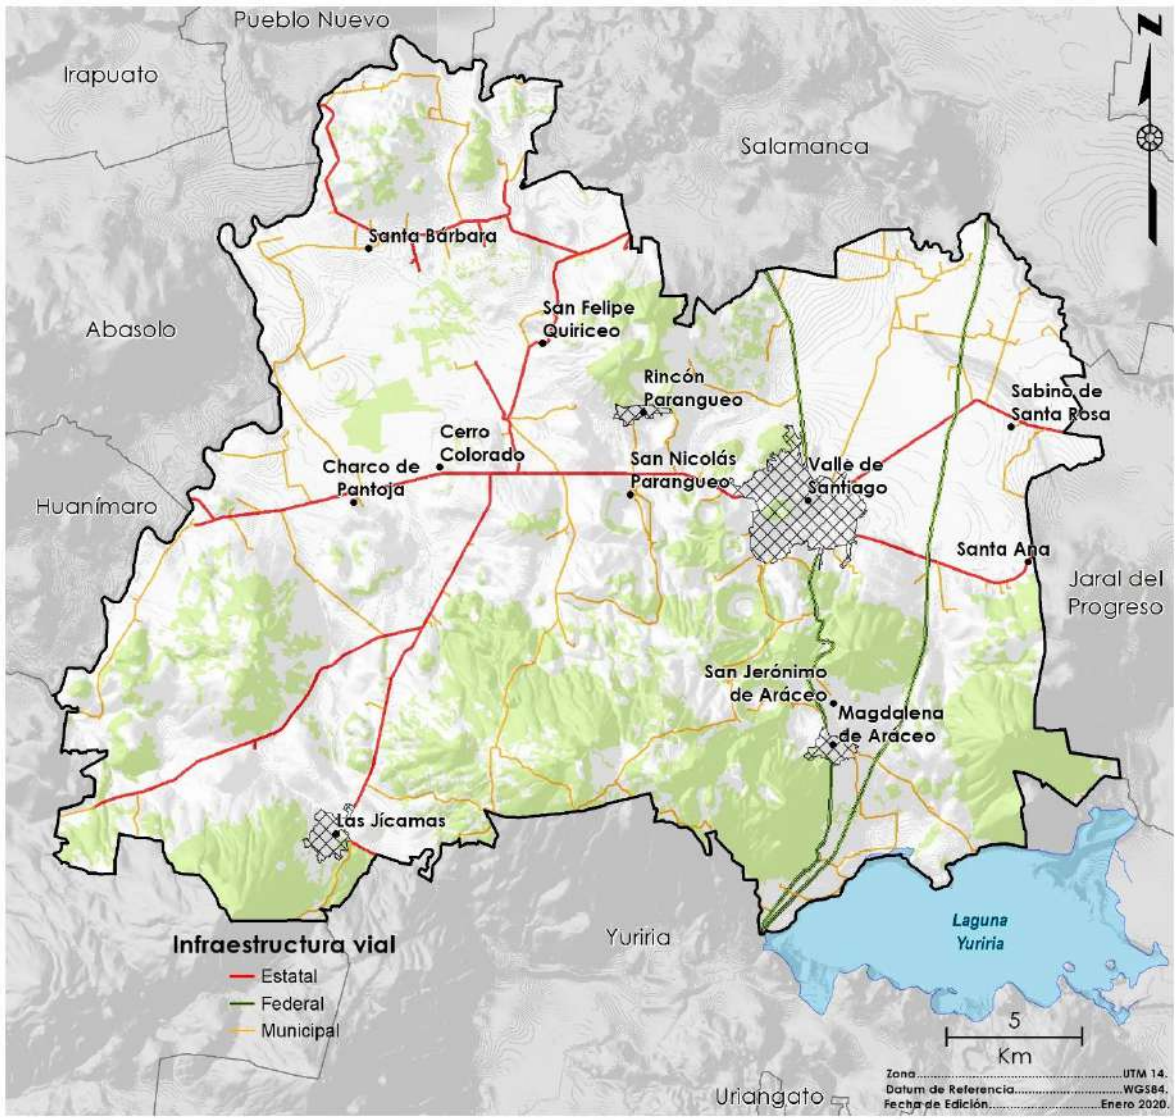 Pueblo Nuevo
Irapuato
Z
Salamanca
Santa Bárbara
Abasolo
San Felipe
Quiriceo
Rincón
Parangueo
Sabino de
Santa Rosa
Cerro
Colorado
Charco de
Pantoja
San Nicolás
Parangueo
Valle de
Santiago
Huanímaro
Santa Ana
Jaral del
Progreso
San Jerónimo
de Aráceo
Magdalena
de Aráceo
Las Jícamas
Yuriria
Laguna
Yuriria
Infraestructura vial
Estatal
Federal
Municipal
5
Km
Uriangato
Zona......UTM 14.
Datum de Referencia......WGS84.
Fecha de Edición......Enero 2020.